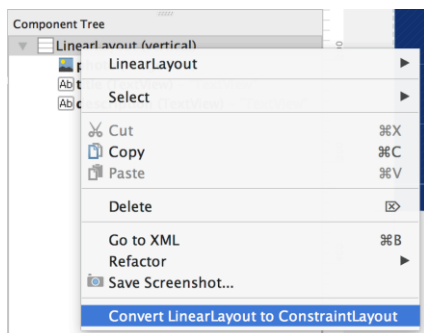 Component Tree
LinearLayout (vertical)
LinearLayout
Select
Cut ⌘X
Copy ⌘C
Paste ⌘V
Delete
Go to XML ⌘B
Refactor
Save Screenshot...
Convert LinearLayout to ConstraintLayout